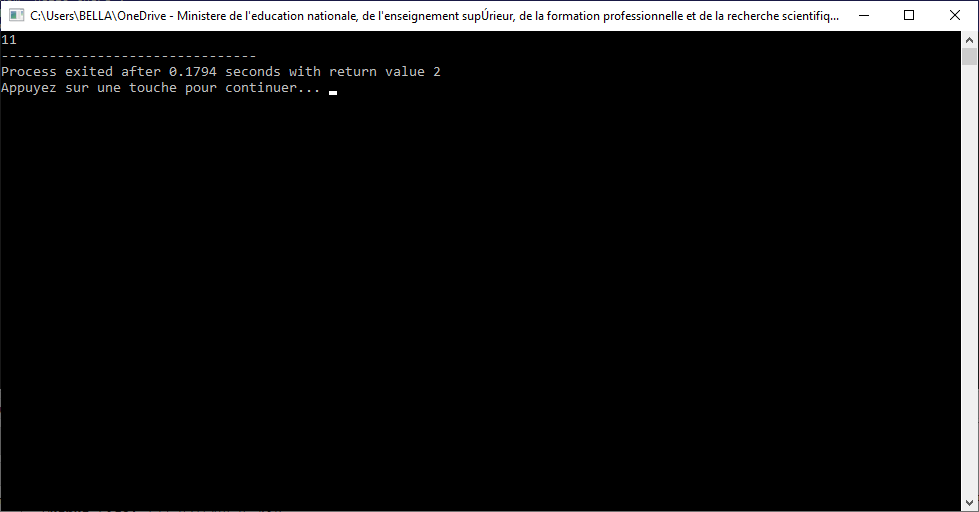 C:\Users\BELLA\OneDrive - Ministere de l'education nationale, de l'enseignement supÚrieur, de la formation professionnelle et de la recherche scientifiq...
11
--------------------------------
Process exited after 0.1794 seconds with return value 2
Appuyez sur une touche pour continuer...